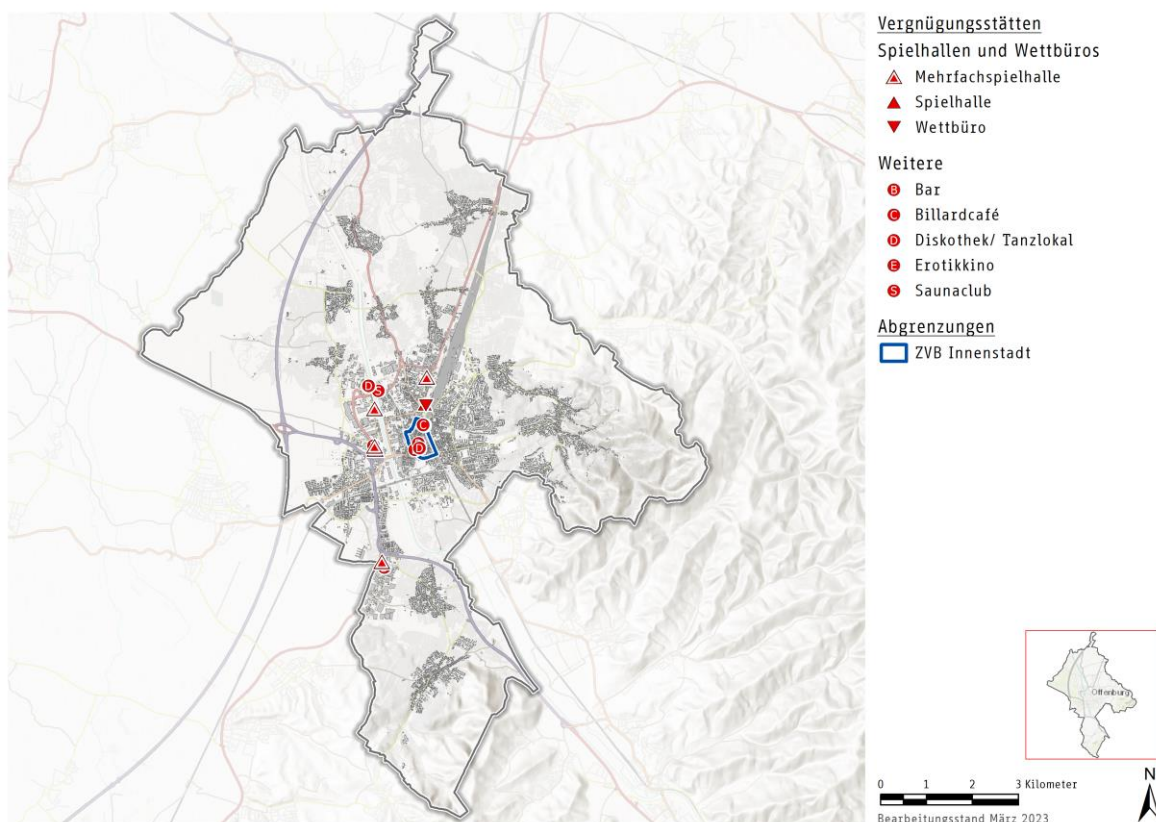 Vergnügungsstätten
Spielhallen und Wettbüros
Mehrfachspielhalle
Spielhalle
Wettbüro
Weitere
B Bar
C Billardcafé
D Diskothek/ Tanzlokal
E Erotikkino
S Saunaclub
Abgrenzungen
ZVB Innenstadt
D
S
C
D
Offenburg
0 1 2 3 Kilometer
N
Bearbeitungsstand März 2023